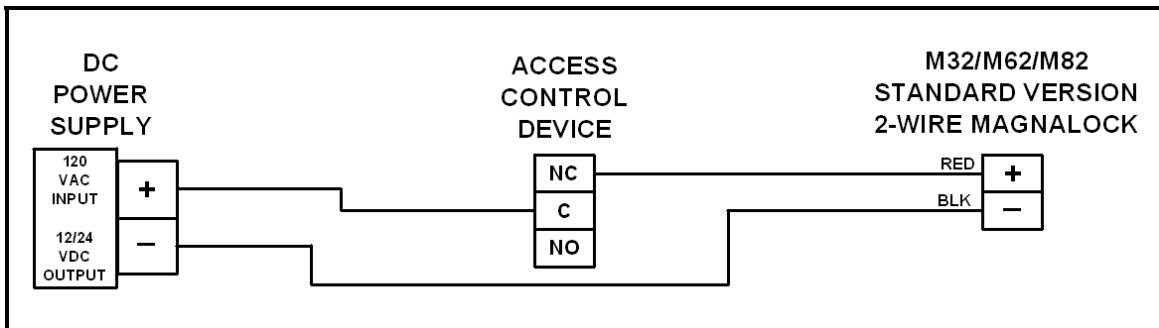 DC
POWER
SUPPLY
120
VAC
INPUT
12/24
VDC
OUTPUT
+
−
ACCESS
CONTROL
DEVICE
NC
C
NO
M32/M62/M82
STANDARD VERSION
2-WIRE MAGNALOCK
RED
BLK
+
−